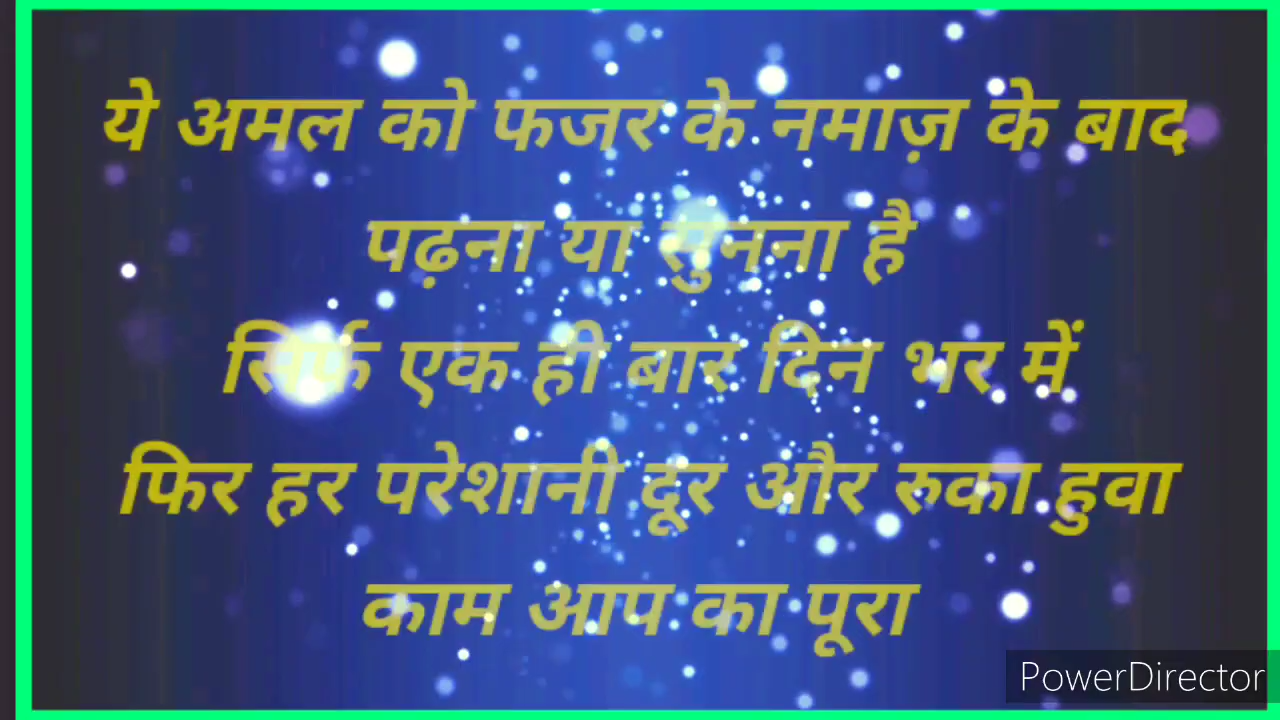 ये अमल को फजर के नमाज़ के बाद
पढ़ना या सुनना है
सिर्फ एक ही बार दिन भर में
फिर हर परेशानी दूर और रुका हुवा
काम आप का पूरा
PowerDirector